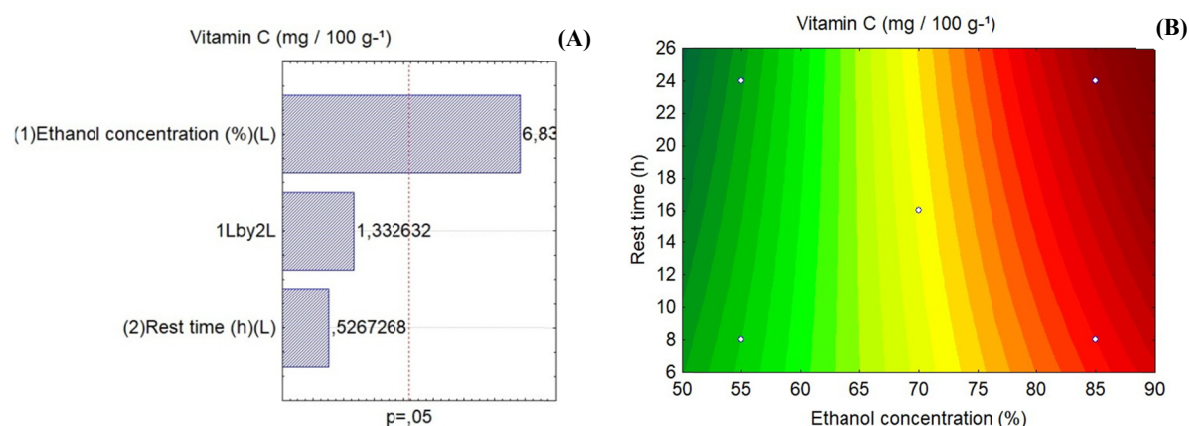 Vitamin C (mg / 100 g-¹)
(A)
(1)Ethanol concentration (%)(L)
6,83
1Lby2L
1,332632
(2)Rest time (h)(L)
,5267268
p=,05
Vitamin C (mg / 100 g-¹)
(B)
Rest time (h)
26
24
22
20
18
16
14
12
10
8
6
50 55 60 65 70 75 80 85 90
Ethanol concentration (%)